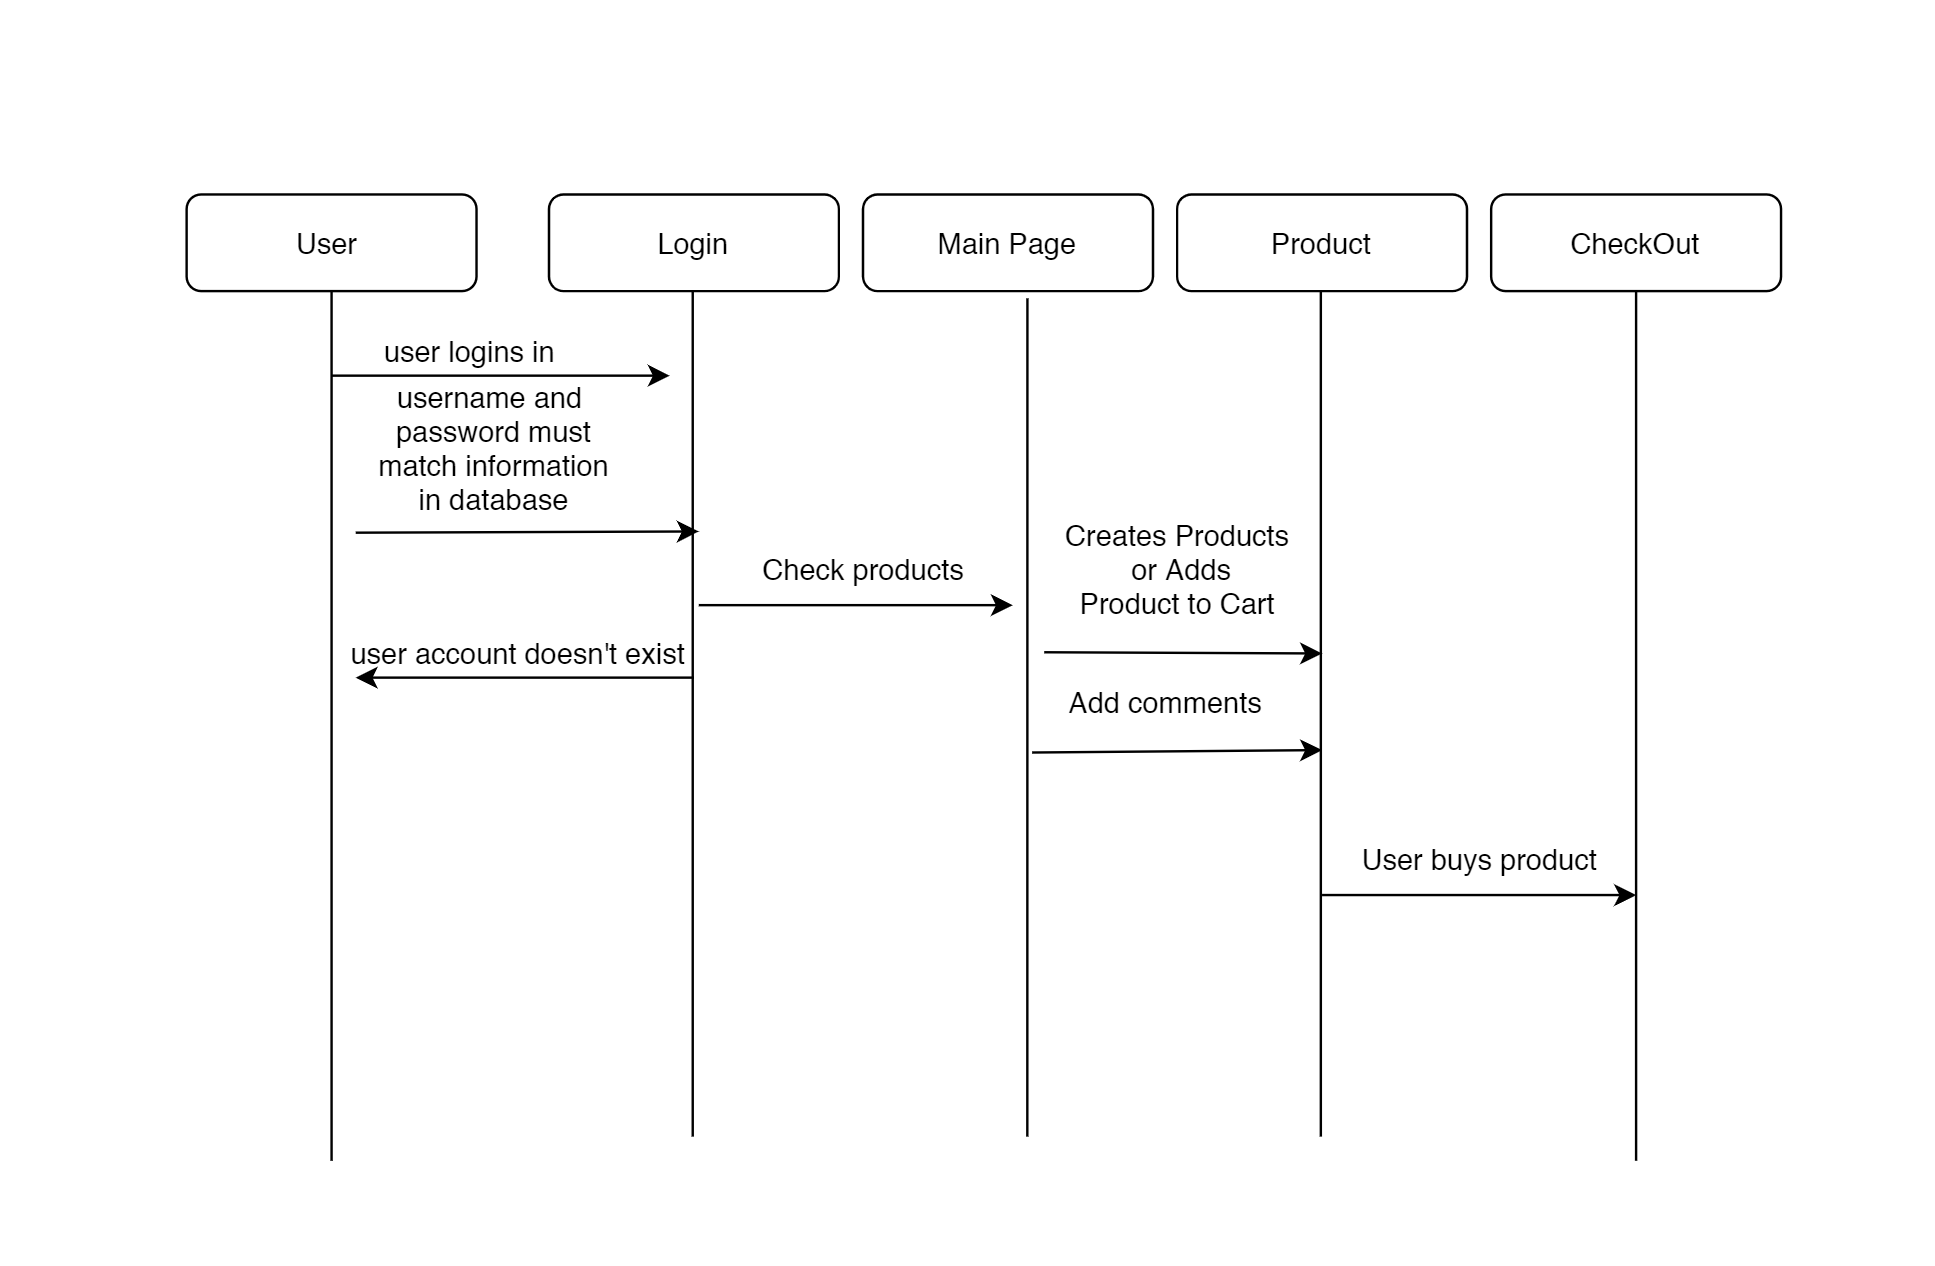 User
Login
Main Page
Product
CheckOut
user logins in
username and
password must
match information
in database
Check products
Creates Products
or Adds
Product to Cart
user account doesn't exist
Add comments
User buys product